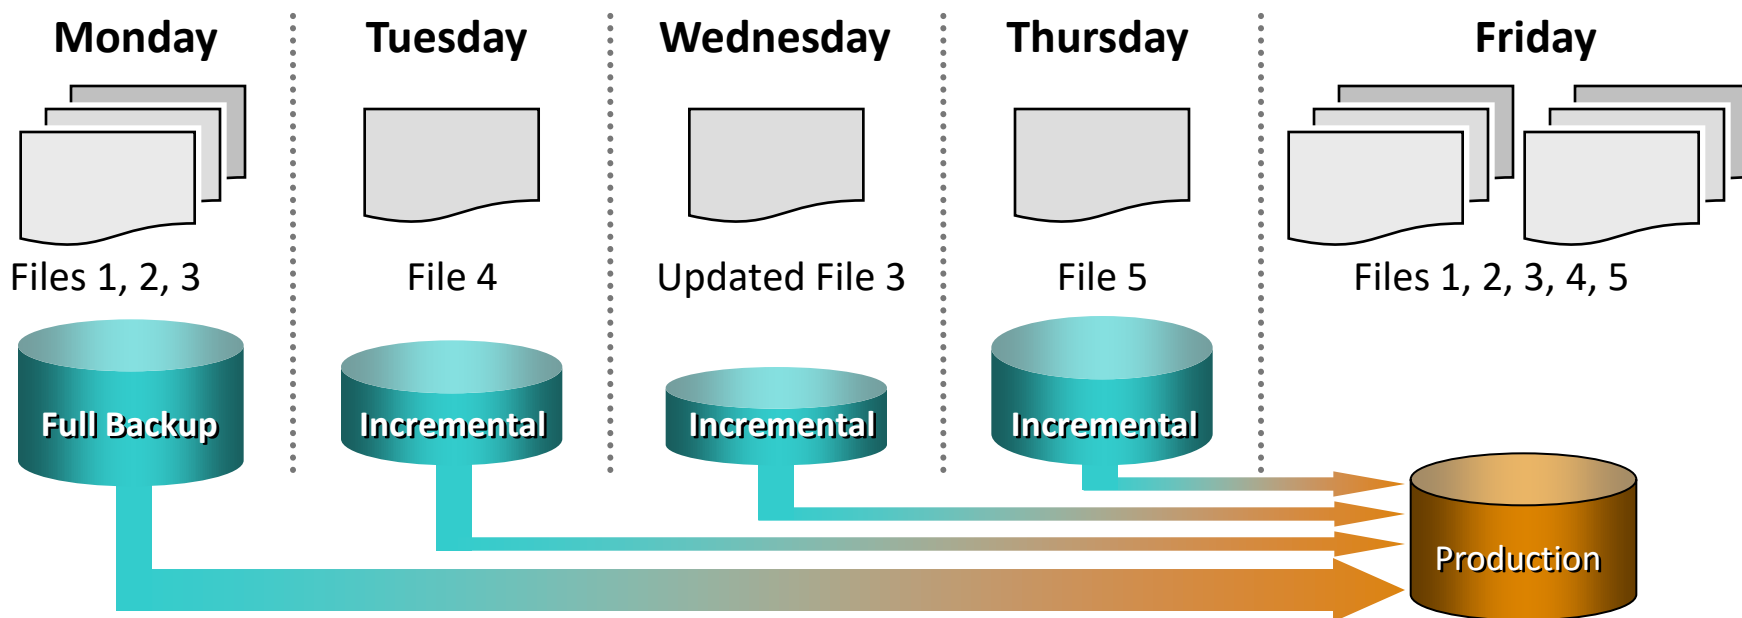 Monday
Tuesday
Wednesday
Thursday
Friday
Files 1, 2, 3
File 4
Updated File 3
File 5
Files 1, 2, 3, 4, 5
Full Backup
Incremental
Incremental
Incremental
Production